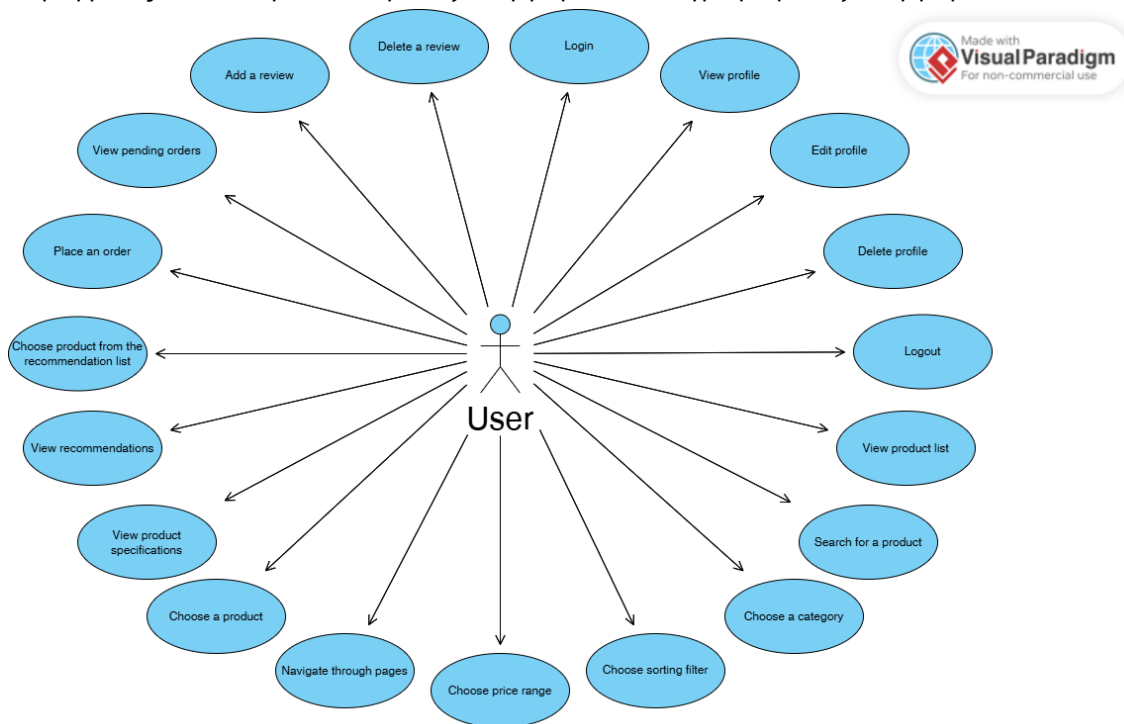 Delete a review
Login
Made with
Visual Paradigm
For non-commercial use
Add a review
View profile
View pending orders
Edit profile
Place an order
Delete profile
Choose product from the
recommendation list
Logout
User
View recommendations
View product list
View product
specifications
Search for a product
Choose a product
Choose a category
Navigate through pages
Choose sorting filter
Choose price range